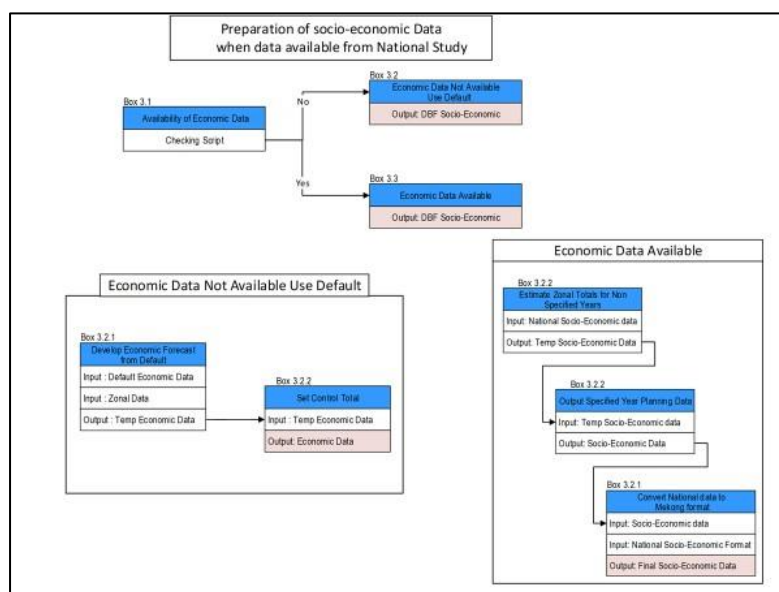 Preparation of socio-economic Data
when data available from National Study
Box 3.1
Availability of Economic Data
Checking Script
No
Yes
Box 3.2
Economic Data Not Available
Use Default
Output: DBF Socio-Economic
Box 3.3
Economic Data Available
Output: DBF Socio-Economic
Economic Data Not Available Use Default
Box 3.2.1
Develop Economic Forecast
from Default
Input : Default Economic Data
Input : Zonal Data
Output : Temp Economic Data
Box 3.2.2
Set Control Total
Input : Temp Economic Data
Output: Economic Data
Economic Data Available
Box 3.2.2
Estimate Zonal Totals for Non
Specified Years
Input: National Socio-Economic data
Output: Temp Socio-Economic Data
Box 3.2.2
Output Specified Year Planning Data
Input: Temp Socio-Economic data
Output: Socio-Economic Data
Box 3.2.1
Convert National data to
Mekong format
Input: Socio-Economic data
Input: National Socio-Economic Format
Output: Final Socio-Economic Data